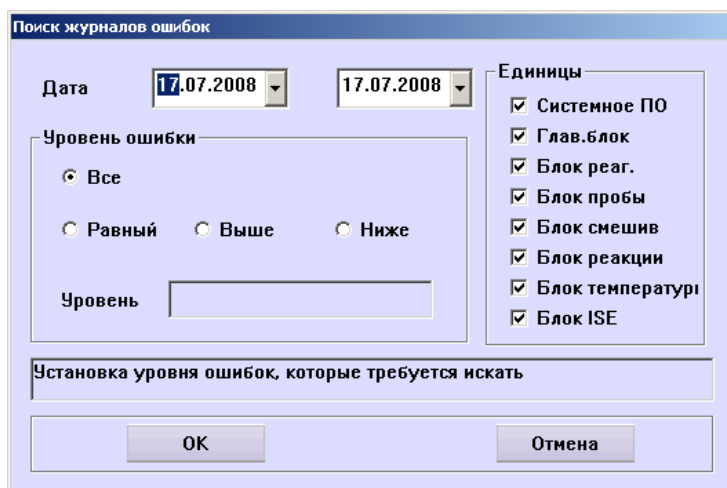 Поиск журналов ошибок
Дата 17.07.2008 17.07.2008
Единицы
Системное ПО
Глав.блок
Блок реаг.
Блок пробы
Блок смешив
Блок реакции
Блок температуры
Блок ISE
Уровень ошибки
Все
Равный Выше Ниже
Уровень
Установка уровня ошибок, которые требуется искать
OK Отмена